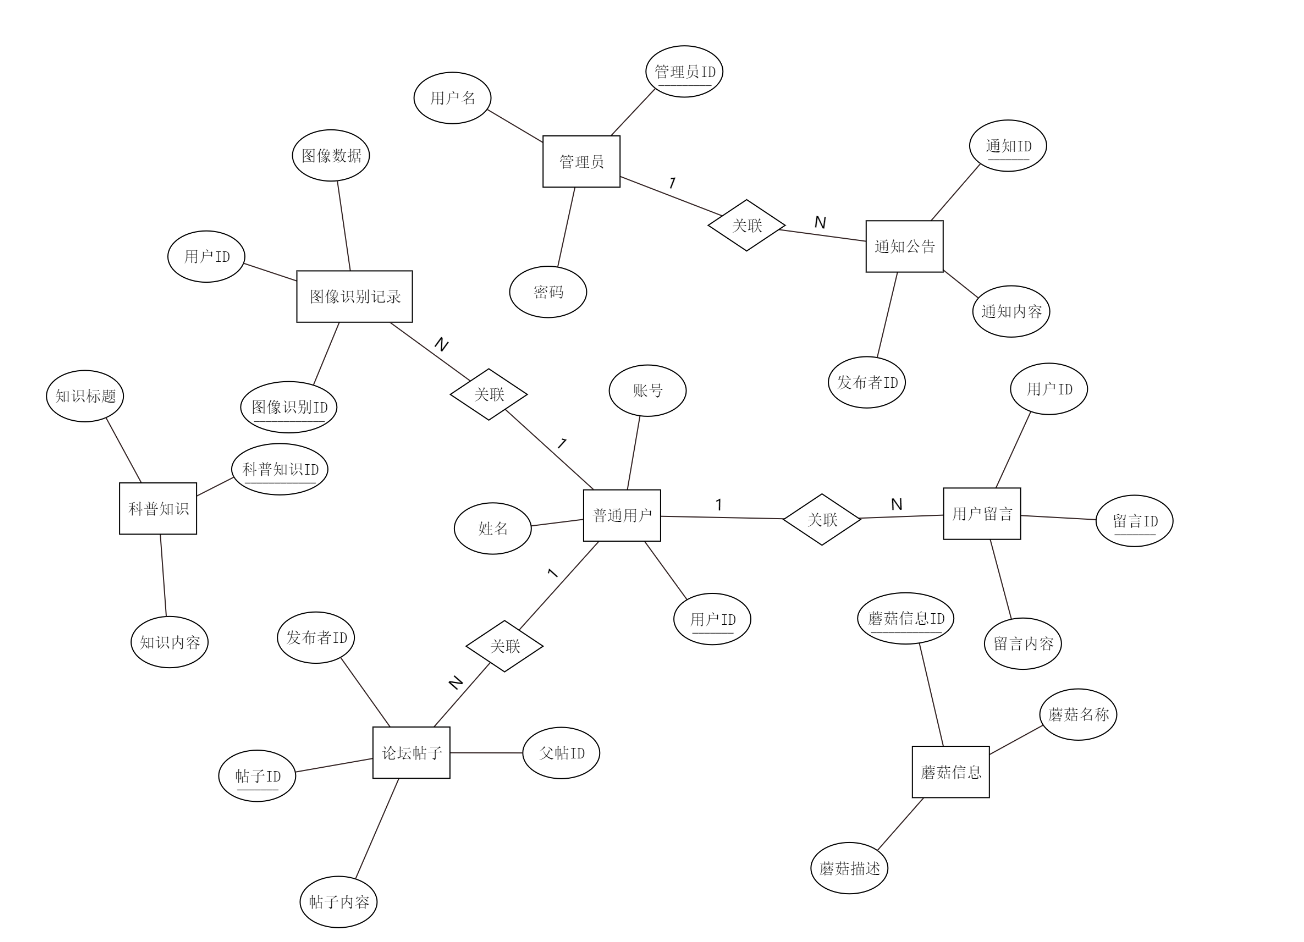 管理员ID
用户名
通知ID
图像数据
管理员
1
关联
N
通知公告
用户ID
图像识别记录
密码
通知内容
N
发布者ID
用户ID
关联
账号
知识标题
图像识别ID
1
科普知识ID
科普知识
普通用户
1
关联
N
用户留言
姓名
留言ID
1
用户ID
蘑菇信息ID
知识内容
发布者ID
关联
留言内容
N
蘑菇名称
论坛帖子
父帖ID
帖子ID
蘑菇信息
蘑菇描述
帖子内容